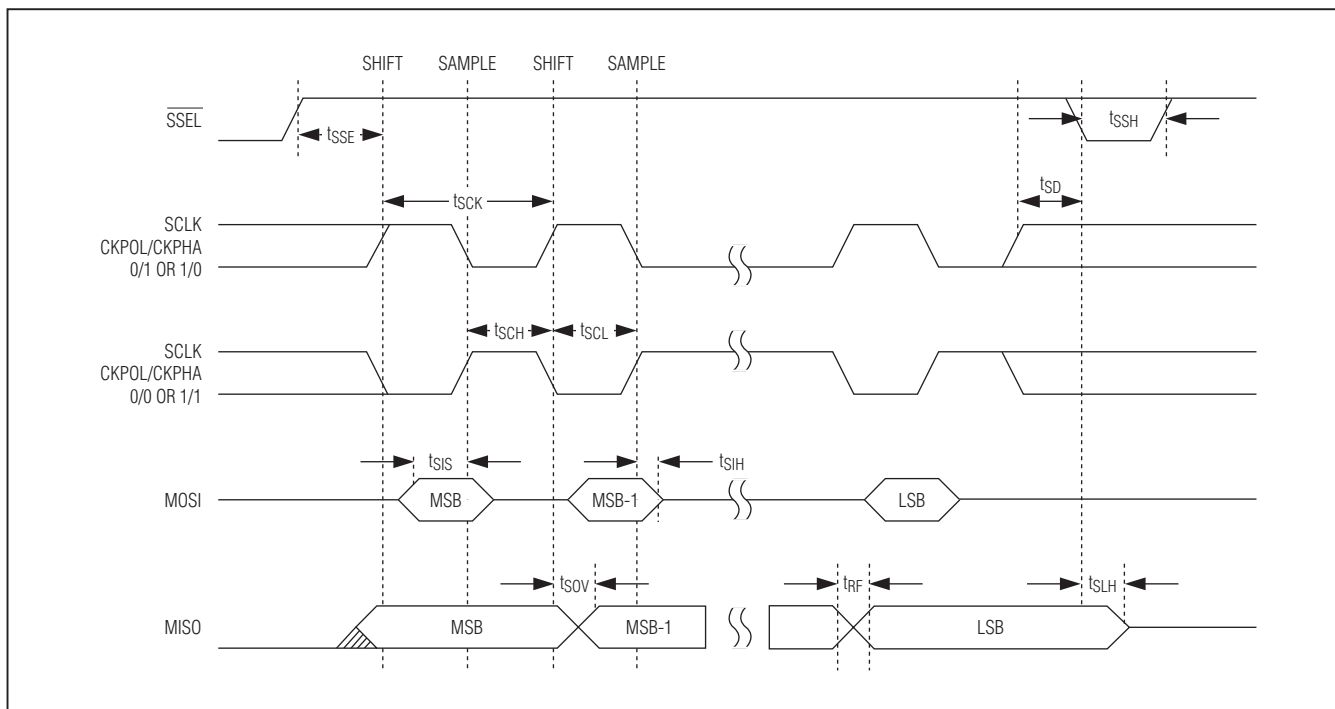 SHIFT SAMPLE SHIFT SAMPLE
SSEL
tSSE
tSSH
tSCK
tSD
SCLK
CKPOL/CKPHA
0/1 OR 1/0
tSCH
tSCL
SCLK
CKPOL/CKPHA
0/0 OR 1/1
tSIS
tSIH
MOSI
MSB
MSB-1
LSB
tSOV
tRF
tSLH
MISO
MSB
MSB-1
LSB